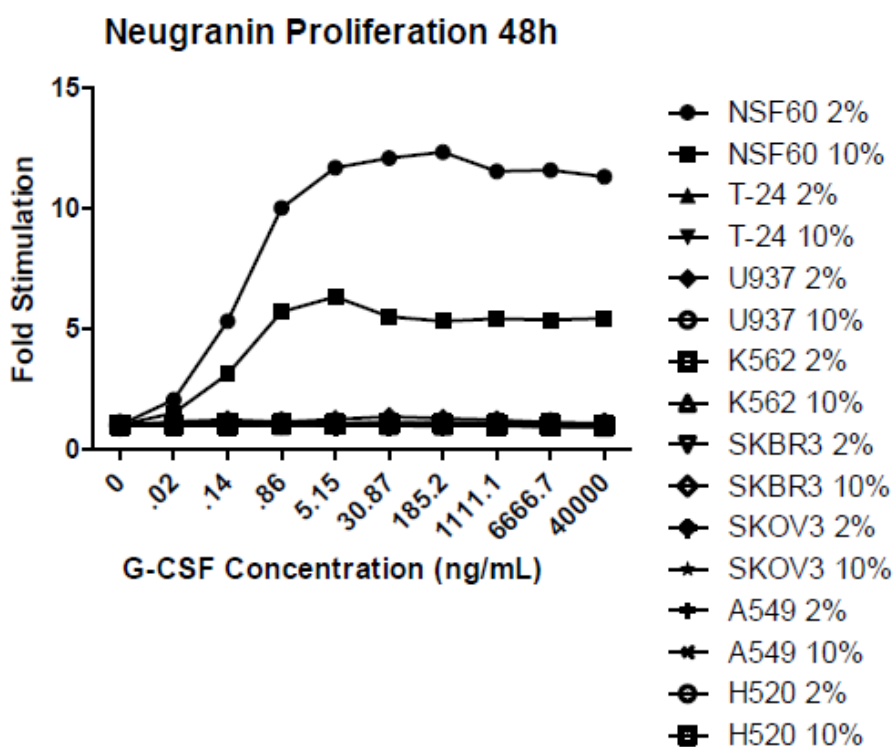 Neugranin Proliferation 48h
15
10
5
0
Fold Stimulation
0
.02
.14
.86
5.15
30.87
185.2
1111.1
6666.7
40000
G-CSF Concentration (ng/mL)
NSF60 2%
NSF60 10%
T-24 2%
T-24 10%
U937 2%
U937 10%
K562 2%
K562 10%
SKBR3 2%
SKBR3 10%
SKOV3 2%
SKOV3 10%
A549 2%
A549 10%
H520 2%
H520 10%